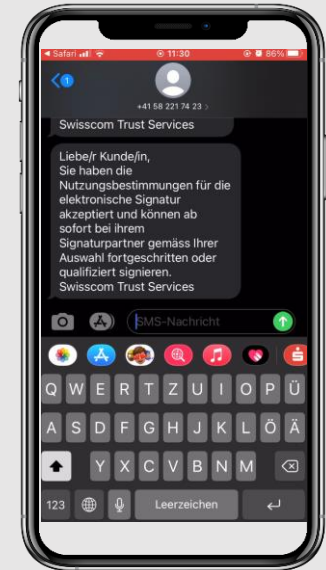 Safari 11:30 86%
1
+41 58 221 74 23 >
Swisscom Trust Services
Liebe/r Kunde/in,
Sie haben die
Nutzungsbestimmungen für die
elektronische Signatur
akzeptiert und können ab
sofort bei ihrem
Signaturpartner gemäss Ihrer
Auswahl fortgeschritten oder
qualifiziert signieren.
Swisscom Trust Services
SMS-Nachricht
Q W E R T Z U I O P Ü
A S D F G H J K L Ö Ä
Y X C V B N M
123 Leerzeichen